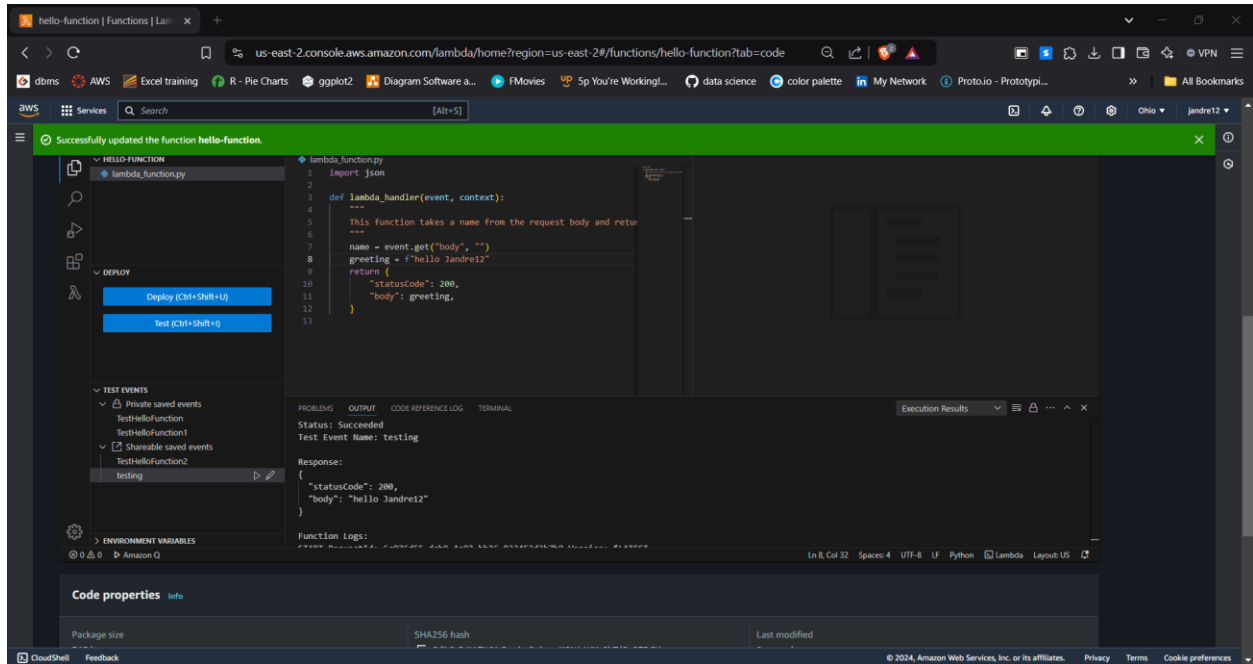 hello-function | Functions | Lam
us-east-2.console.aws.amazon.com/lambda/home?region=us-east-2#/functions/hello-function?tab=code
VPN
dbms AWS Excel training R - Pie Charts ggplot2 Diagram Software a... FMovies 5p You're Working!... data science color palette My Network Proto.io - Prototypi... » All Bookmarks
aws Services Search [Alt+S] Ohio jandre12
Successfully updated the function hello-function.
HELLO-FUNCTION
lambda_function.py
DEPLOY
Deploy (Ctrl+Shift+U)
Test (Ctrl+Shift+I)
TEST EVENTS
Private saved events
TestHelloFunction
TestHelloFunction1
Shareable saved events
TestHelloFunction2
testing
ENVIRONMENT VARIABLES
lambda_function.py
1 import json
2
3 def lambda_handler(event, context):
4 """
5 This function takes a name from the request body and retur
6 """
7 name = event.get("body", "")
8 greeting = f"hello Jandre12"
9 return {
10 "statusCode": 200,
11 "body": greeting,
12 }
13
PROBLEMS OUTPUT CODE REFERENCE LOG TERMINAL Execution Results
Status: Succeeded
Test Event Name: testing
Response:
{
"statusCode": 200,
"body": "hello Jandre12"
}
Function Logs:
0 0 Amazon Q Ln 8, Col 32 Spaces: 4 UTF-8 LF Python Lambda Layout: US
Code properties Info
Package size SHA256 hash Last modified
CloudShell Feedback © 2024, Amazon Web Services, Inc. or its affiliates. Privacy Terms Cookie preferences